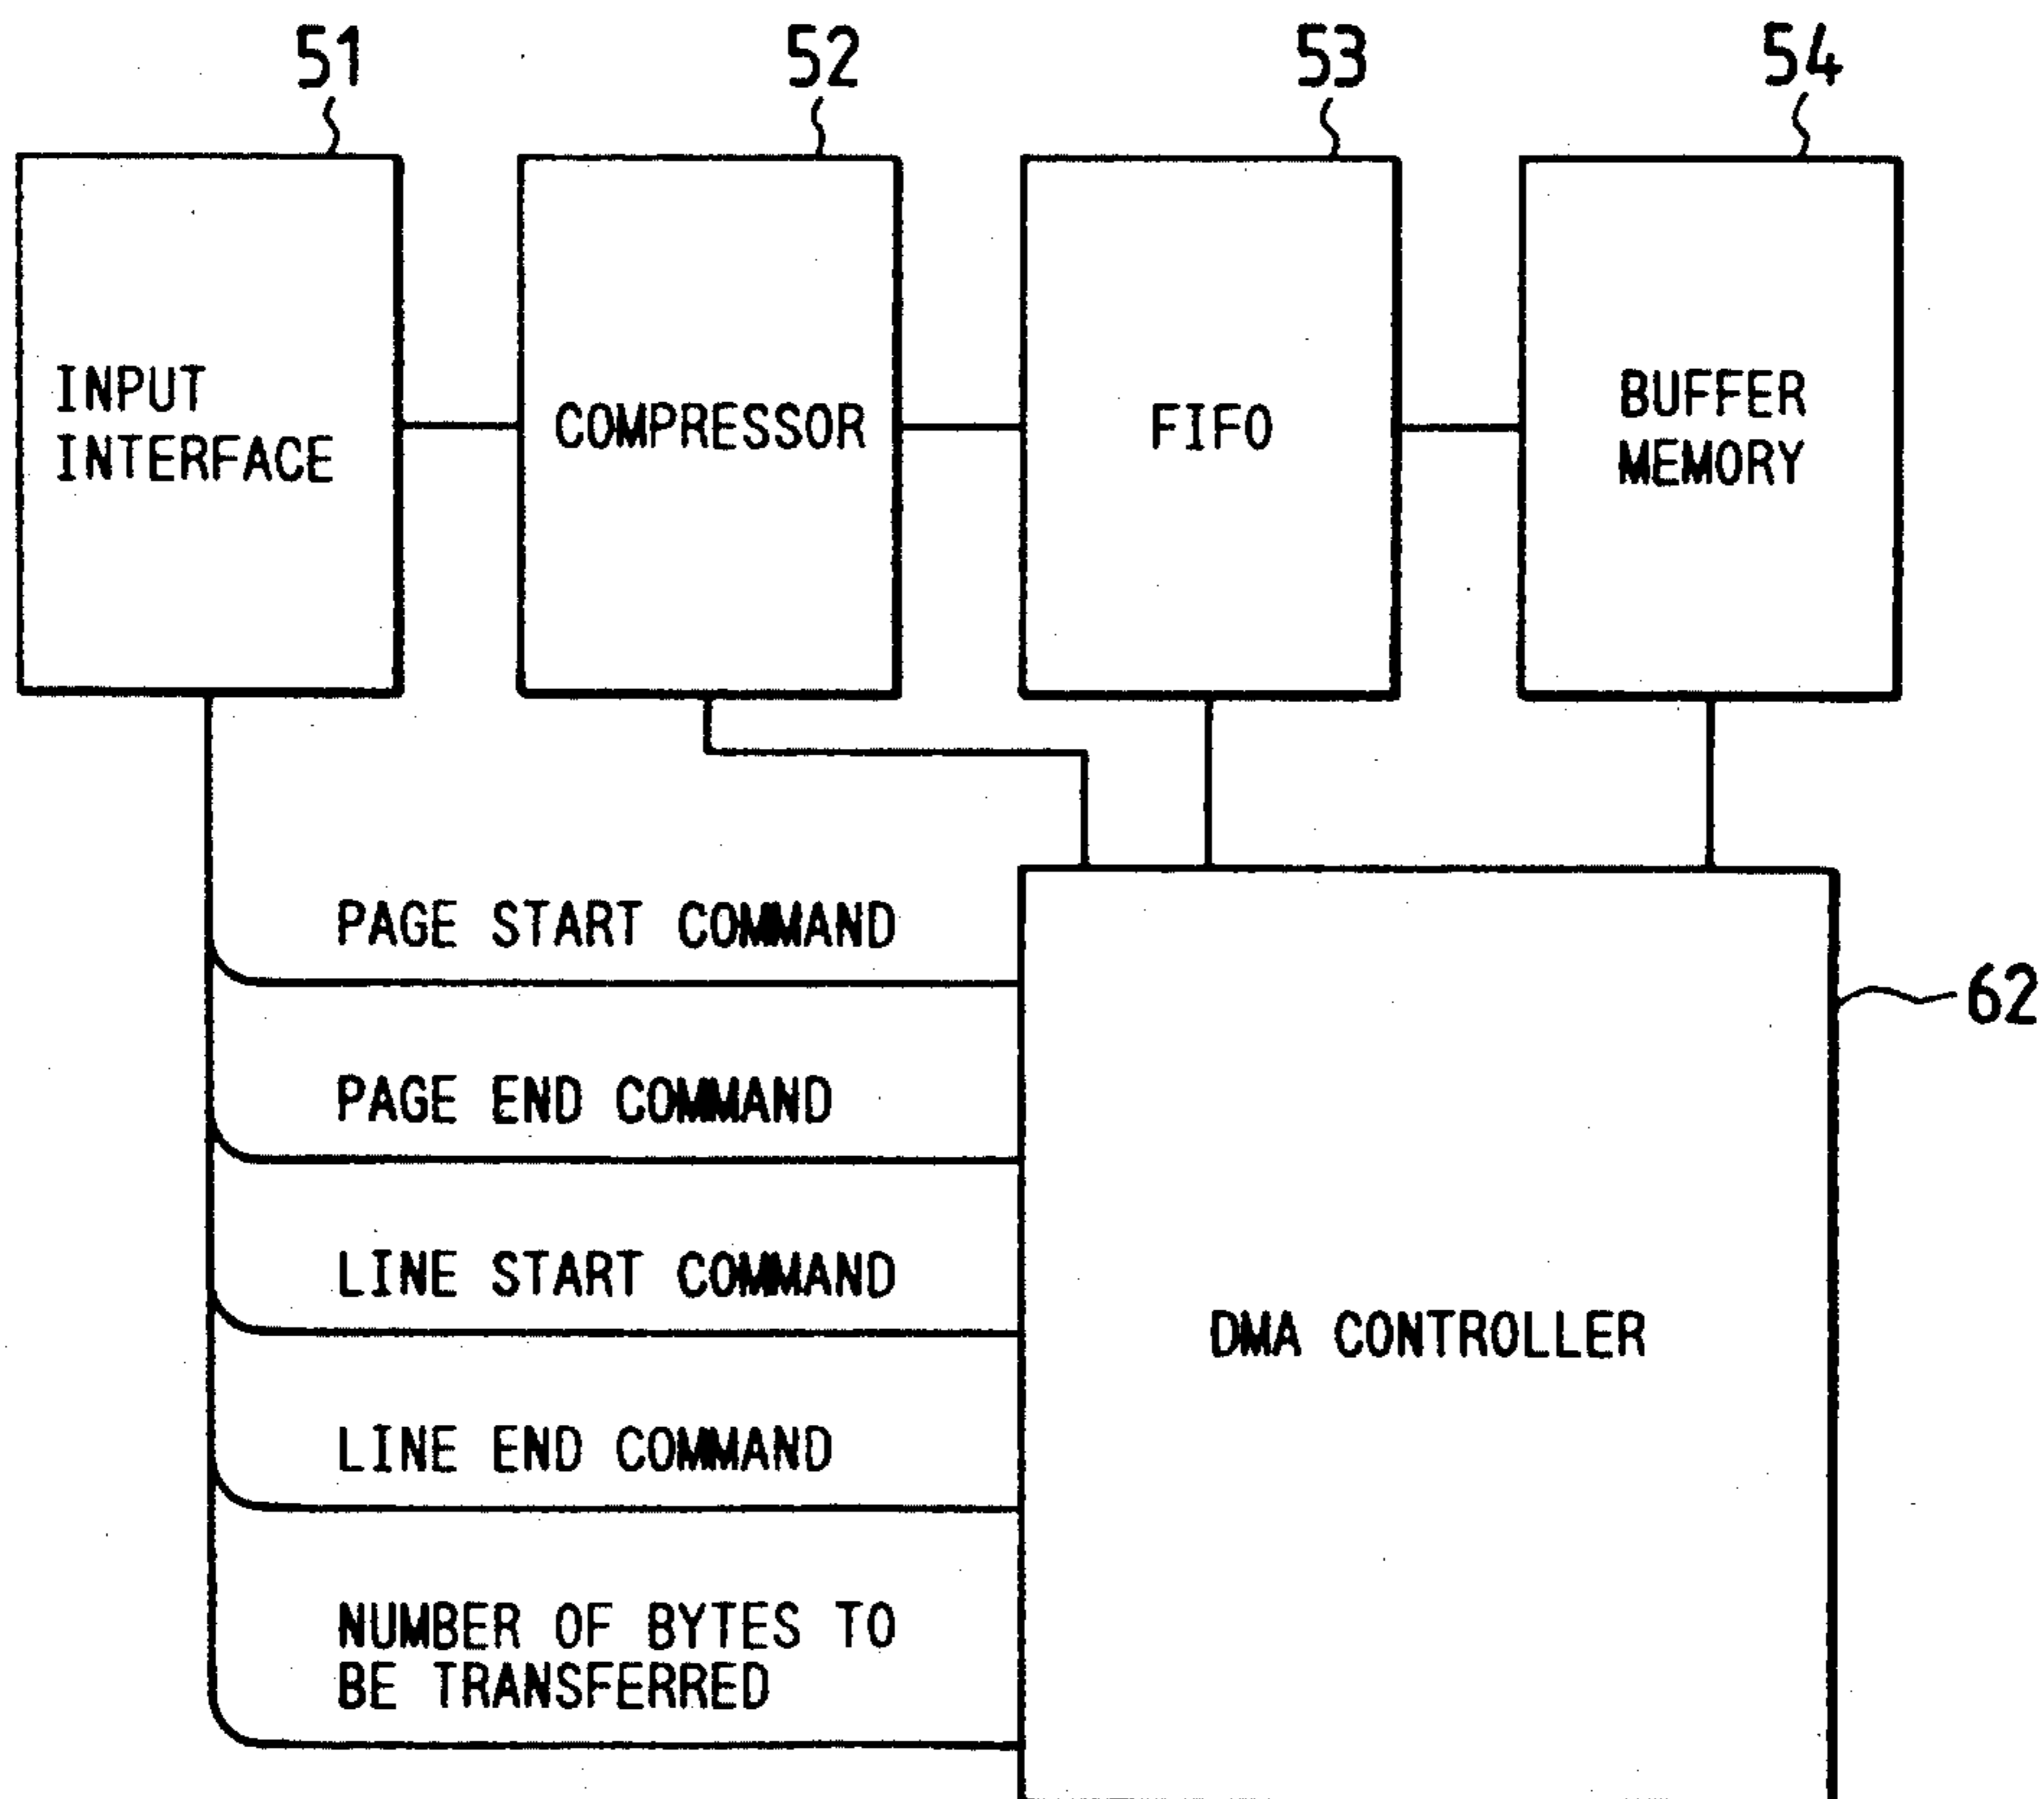 51
52
53
54
INPUT
INTERFACE
COMPRESSOR
FIFO
BUFFER
MEMORY
PAGE START COMMAND
62
PAGE END COMMAND
LINE START COMMAND
DMA CONTROLLER
LINE END COMMAND
NUMBER OF BYTES TO
BE TRANSFERRED